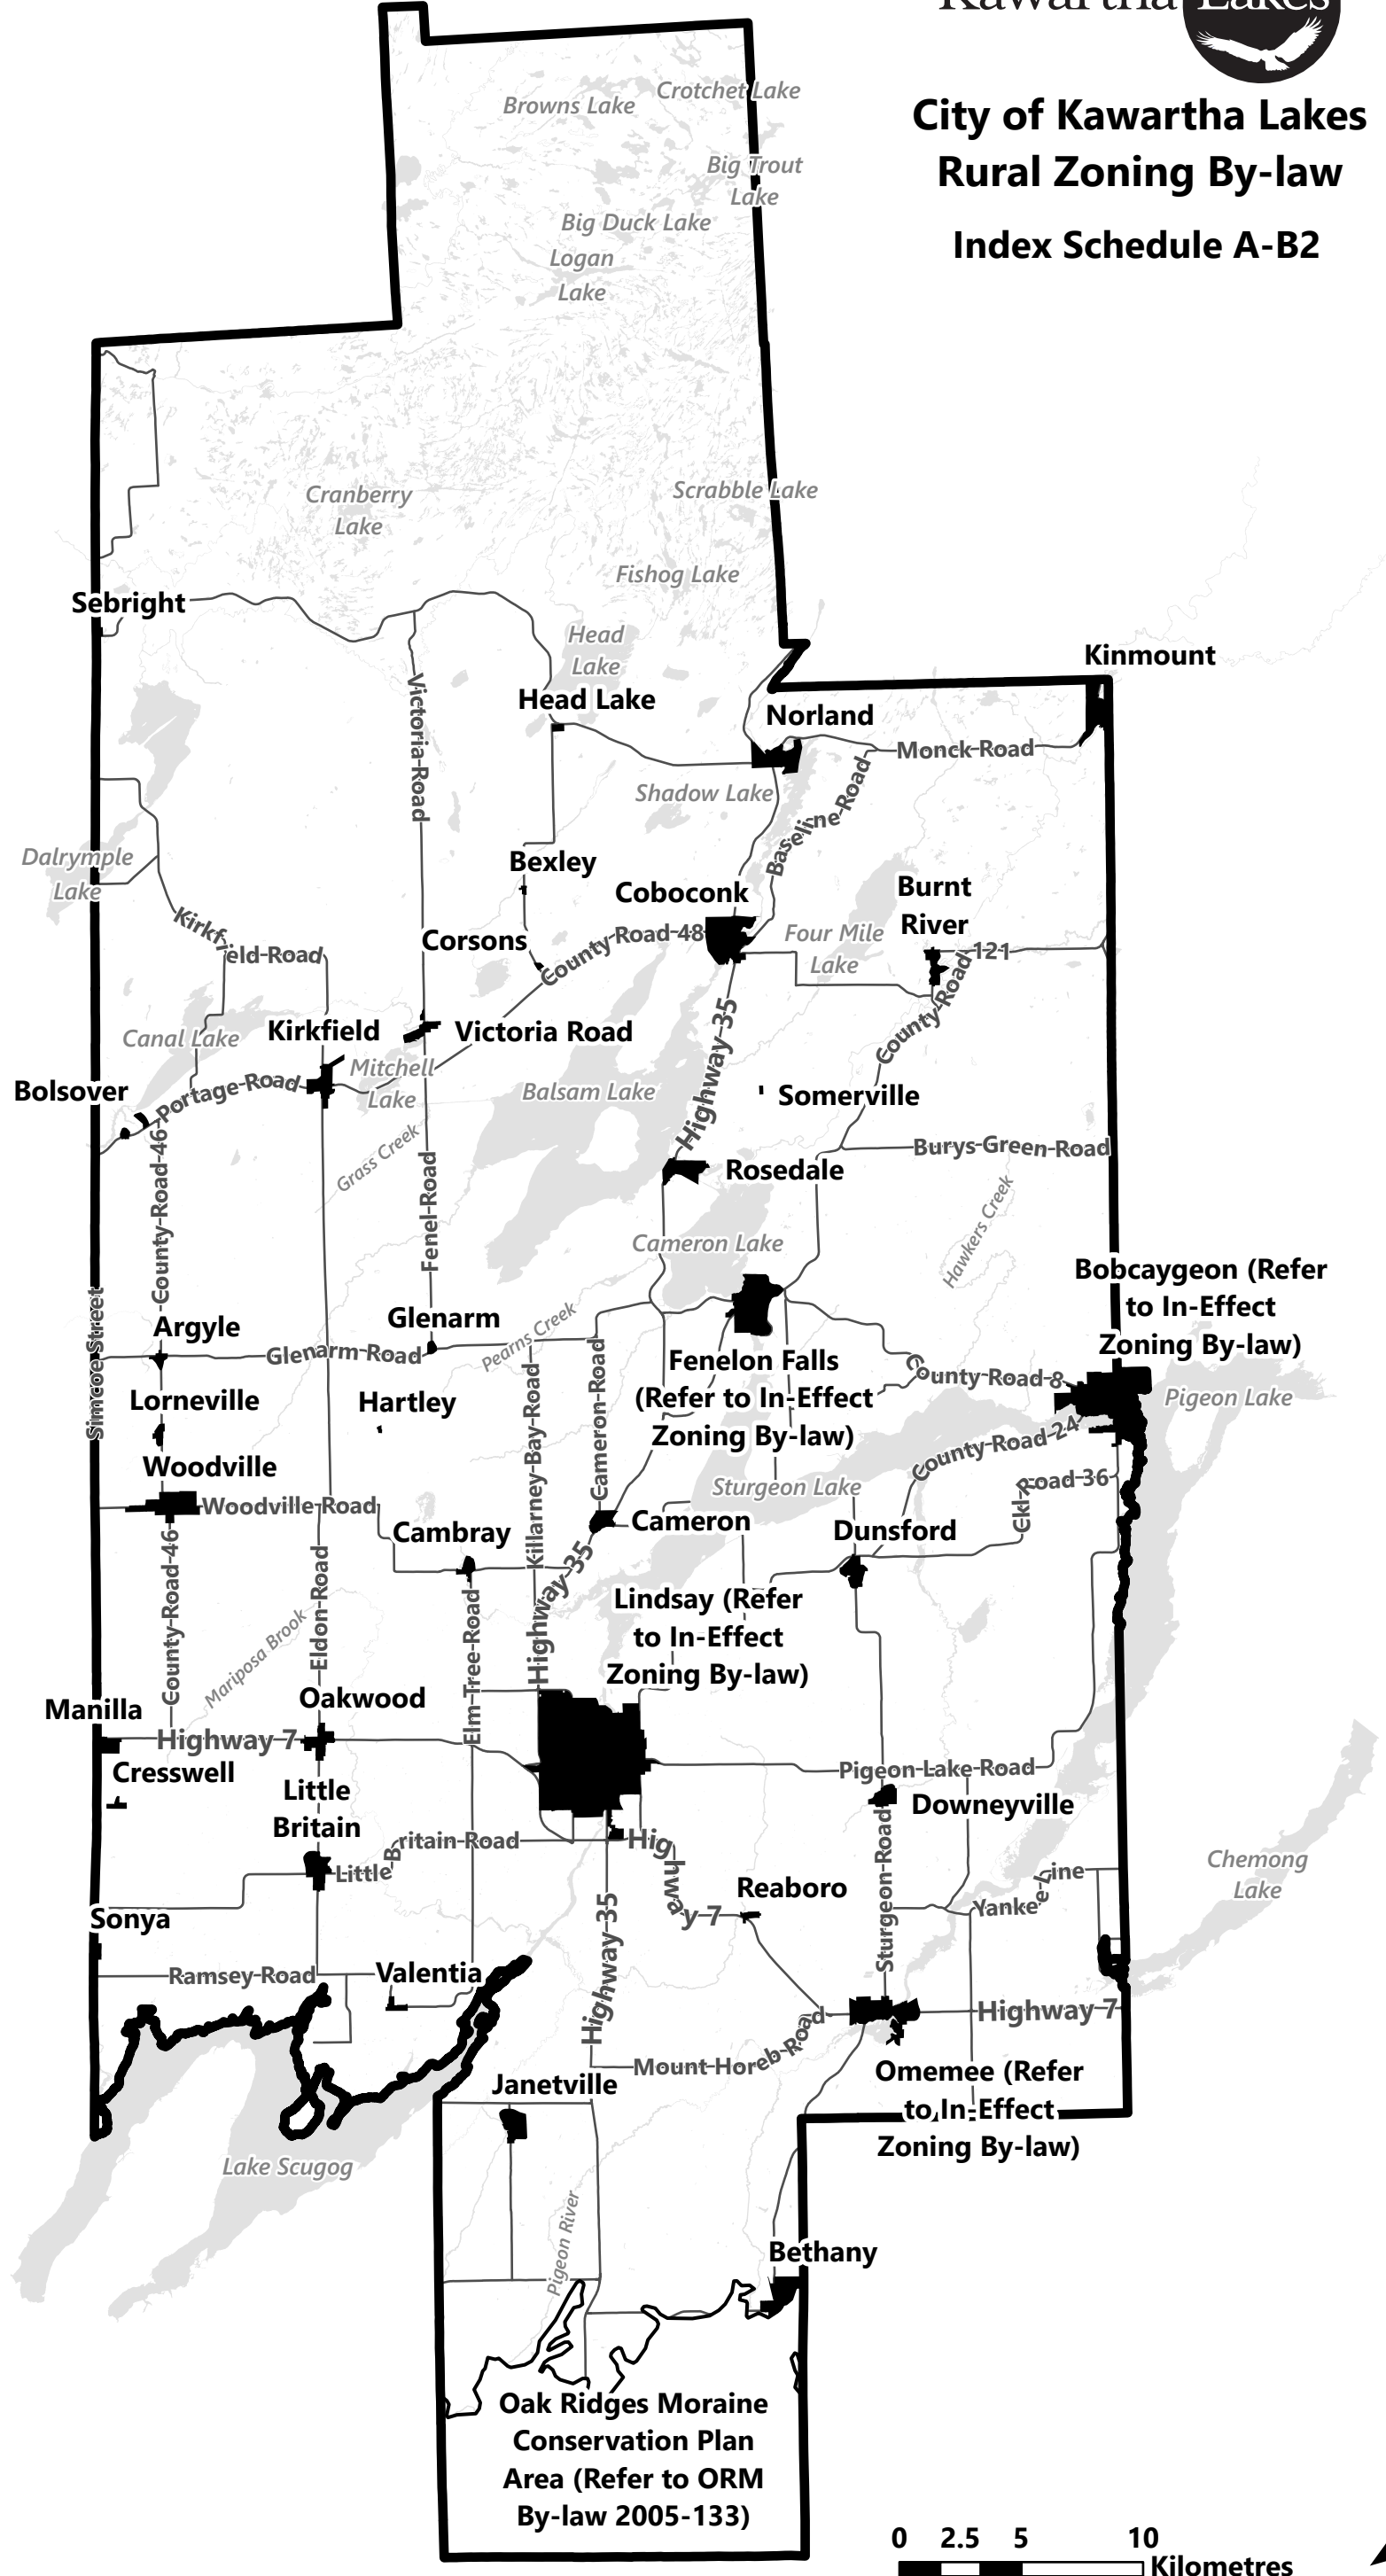 Kawartha Lakes
City of Kawartha Lakes
Rural Zoning By-law
Index Schedule A-B2
Crotchet Lake
Browns Lake
Big Trout
Lake
Big Duck Lake
Logan
Lake
Cranberry
Lake
Scrabble Lake
Fishog Lake
Sebright
Head
Lake
Kinmount
Head Lake
Norland
Victoria Road
Monck Road
Shadow Lake
Baseline Road
Dalrymple
Lake
Bexley
Coboconk
Burnt
River
Kirkfield Road
Corsons
County Road 48
Four Mile
Lake
121
County Road
Highway 35
Canal Lake
Kirkfield
Victoria Road
Mitchell
Lake
Bolsover
Portage Road
Balsam Lake
Somerville
Grass Creek
County Road 46
Burys Green Road
Rosedale
Fenel Road
Hawkers Creek
Cameron Lake
Bobcaygeon (Refer
to In-Effect
Zoning By-law)
Simcoe Street
Argyle
Glenarm
Pearns Creek
Glenarm Road
Fenelon Falls
(Refer to In-Effect
Zoning By-law)
County Road 8
Pigeon Lake
Lorneville
Hartley
Killarney Bay Road
Cameron Road
County Road 24
Woodville
Sturgeon Lake
Ckl Road 36
Woodville Road
Cameron
Cambray
Dunsford
Highway 35
Lindsay (Refer
to In-Effect
Zoning By-law)
County Road 46
Eldon Road
Elm Tree Road
Mariposa Brook
Manilla
Oakwood
Highway 7
Pigeon Lake Road
Cresswell
Little
Britain
Downeyville
Little Britain Road
Highway 7
Sturgeon Road
Chemong
Lake
Reaboro
Yankee Line
Sonya
Highway 35
Ramsey Road
Valentia
Highway 7
Mount Horeb Road
Omemee (Refer
to In-Effect
Zoning By-law)
Janetville
Lake Scugog
Pigeon River
Bethany
Oak Ridges Moraine
Conservation Plan
Area (Refer to ORM
By-law 2005-133)
0 2.5 5 10
Kilometres